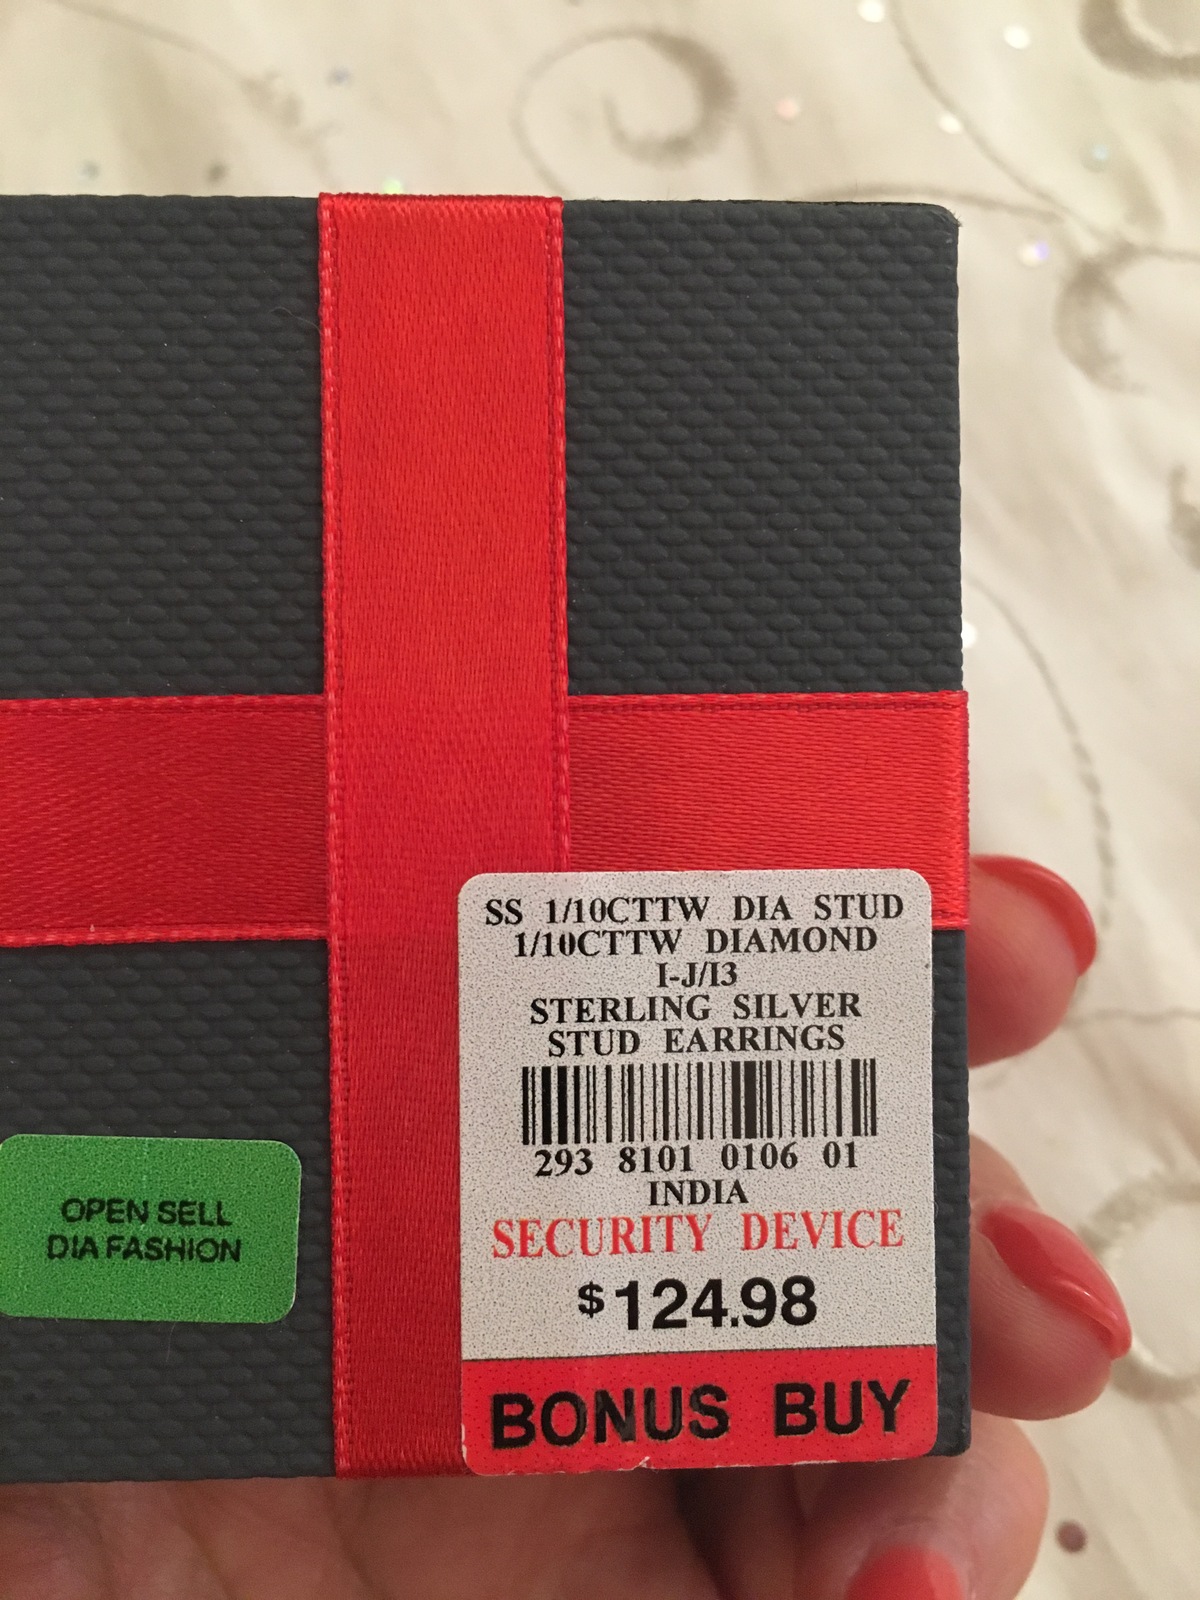 SS 1/10CTTW DIA STUD
1/10CTTW DIAMOND
I-J/I3
STERLING SILVER
STUD EARRINGS
293 8101 0106 01
INDIA
SECURITY DEVICE
$124.98
BONUS BUY
OPEN SELL
DIA FASHION